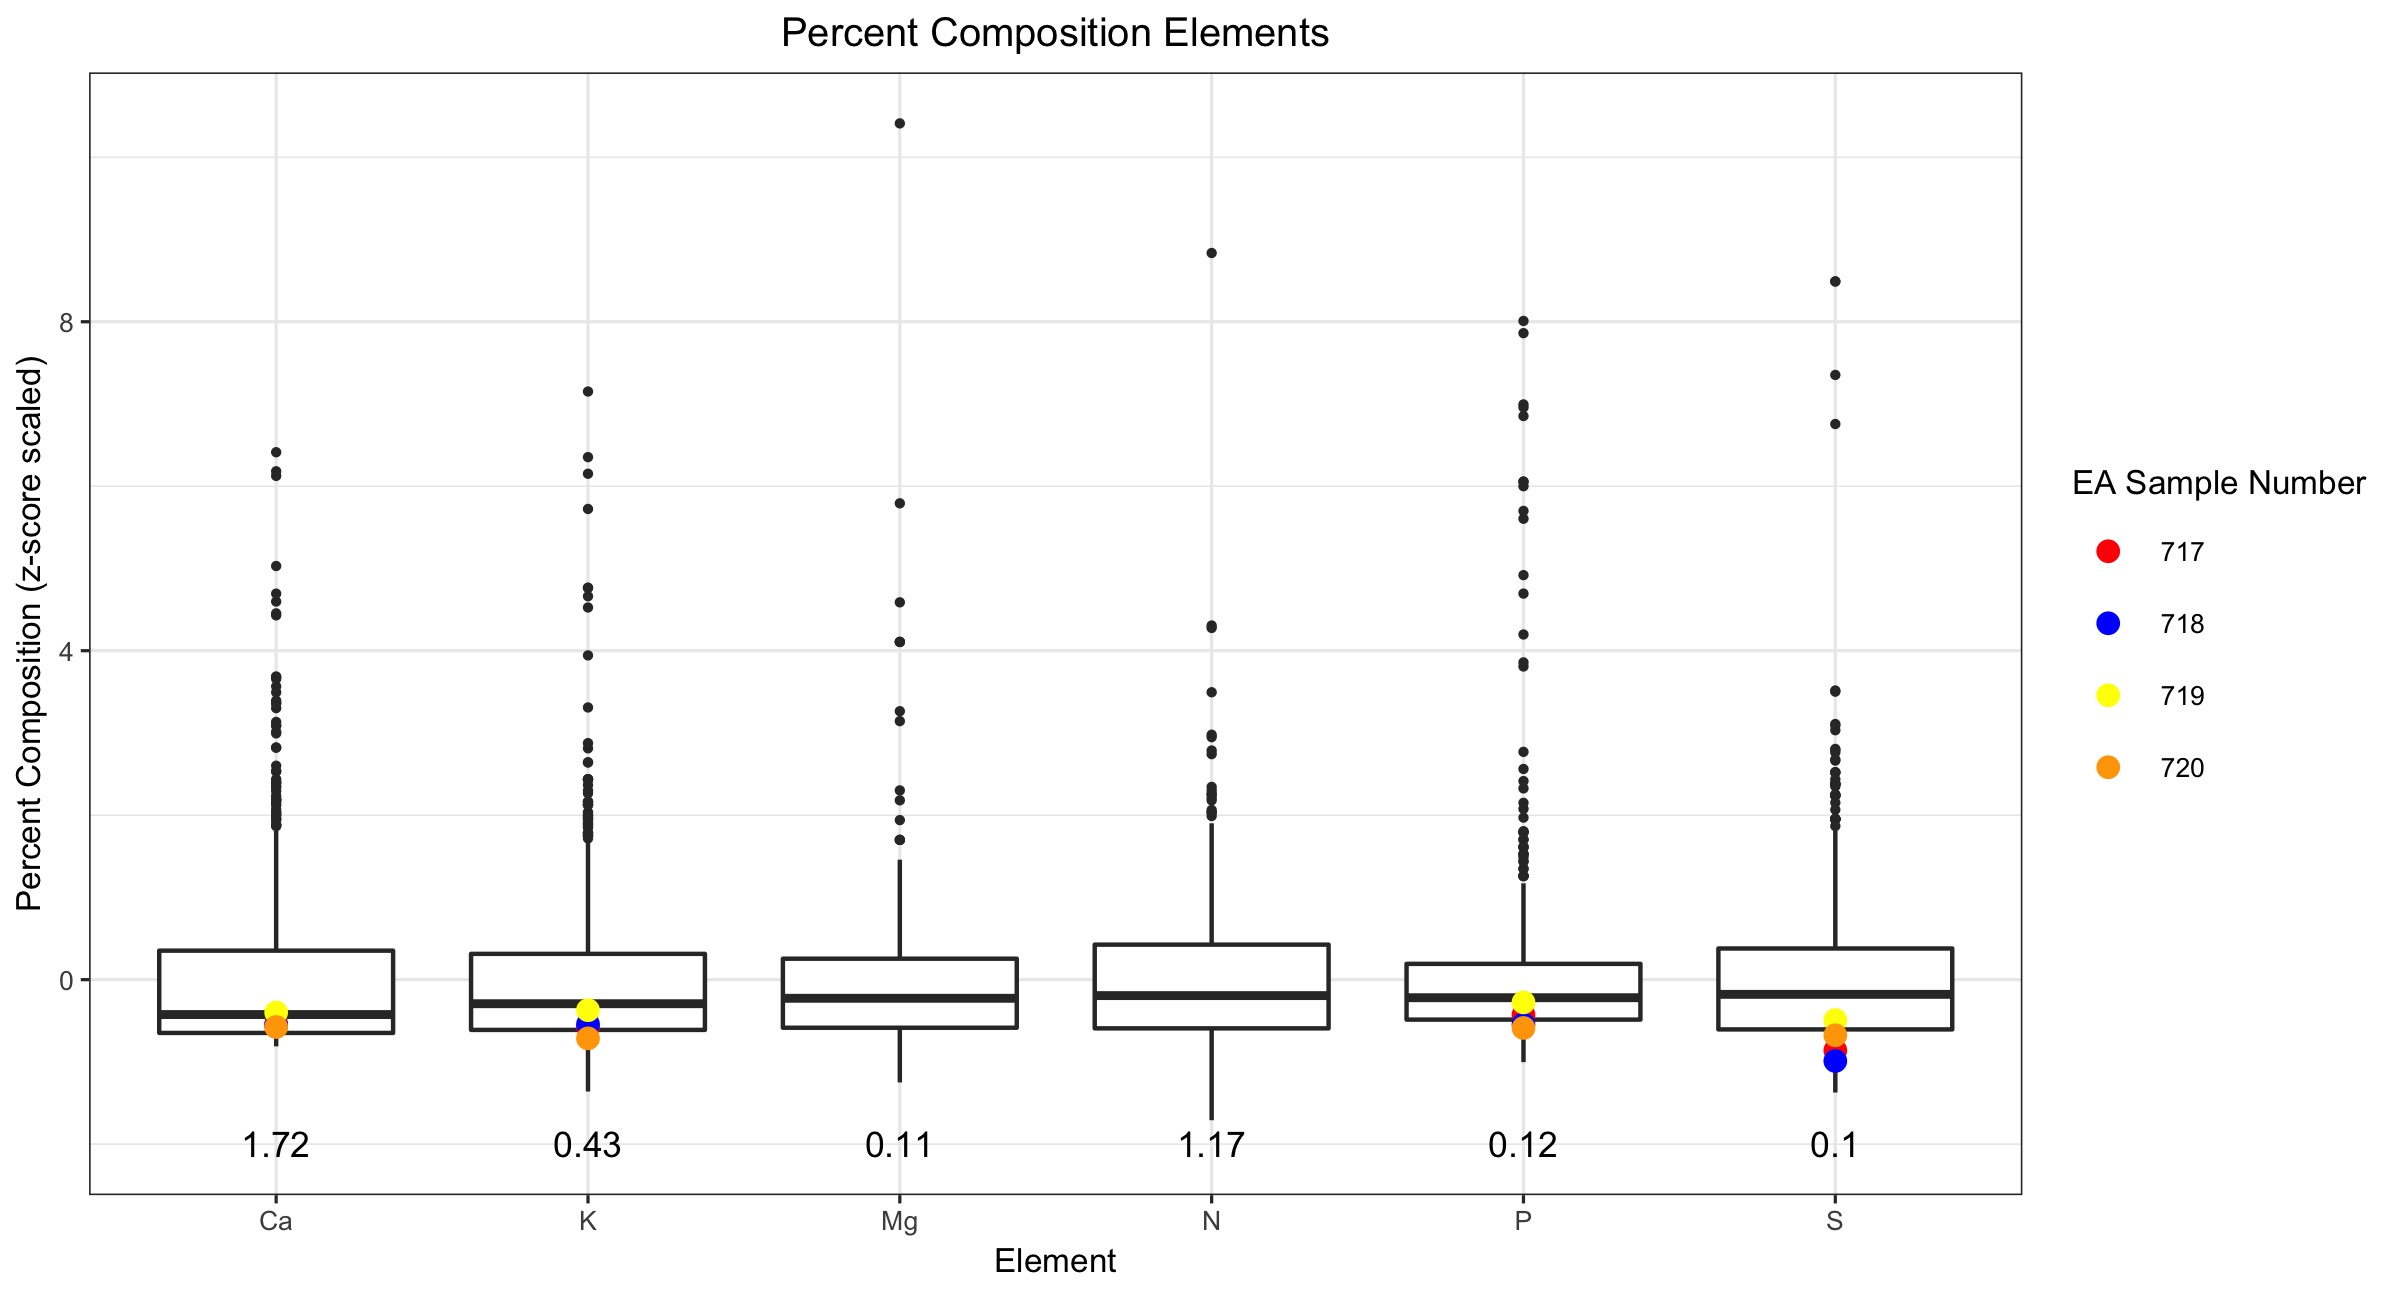 Percent Composition Elements
Percent Composition (z-score scaled)
8
4
0
1.72 0.43 0.11 1.17 0.12 0.1
Ca K Mg N P S
Element
EA Sample Number
717
718
719
720